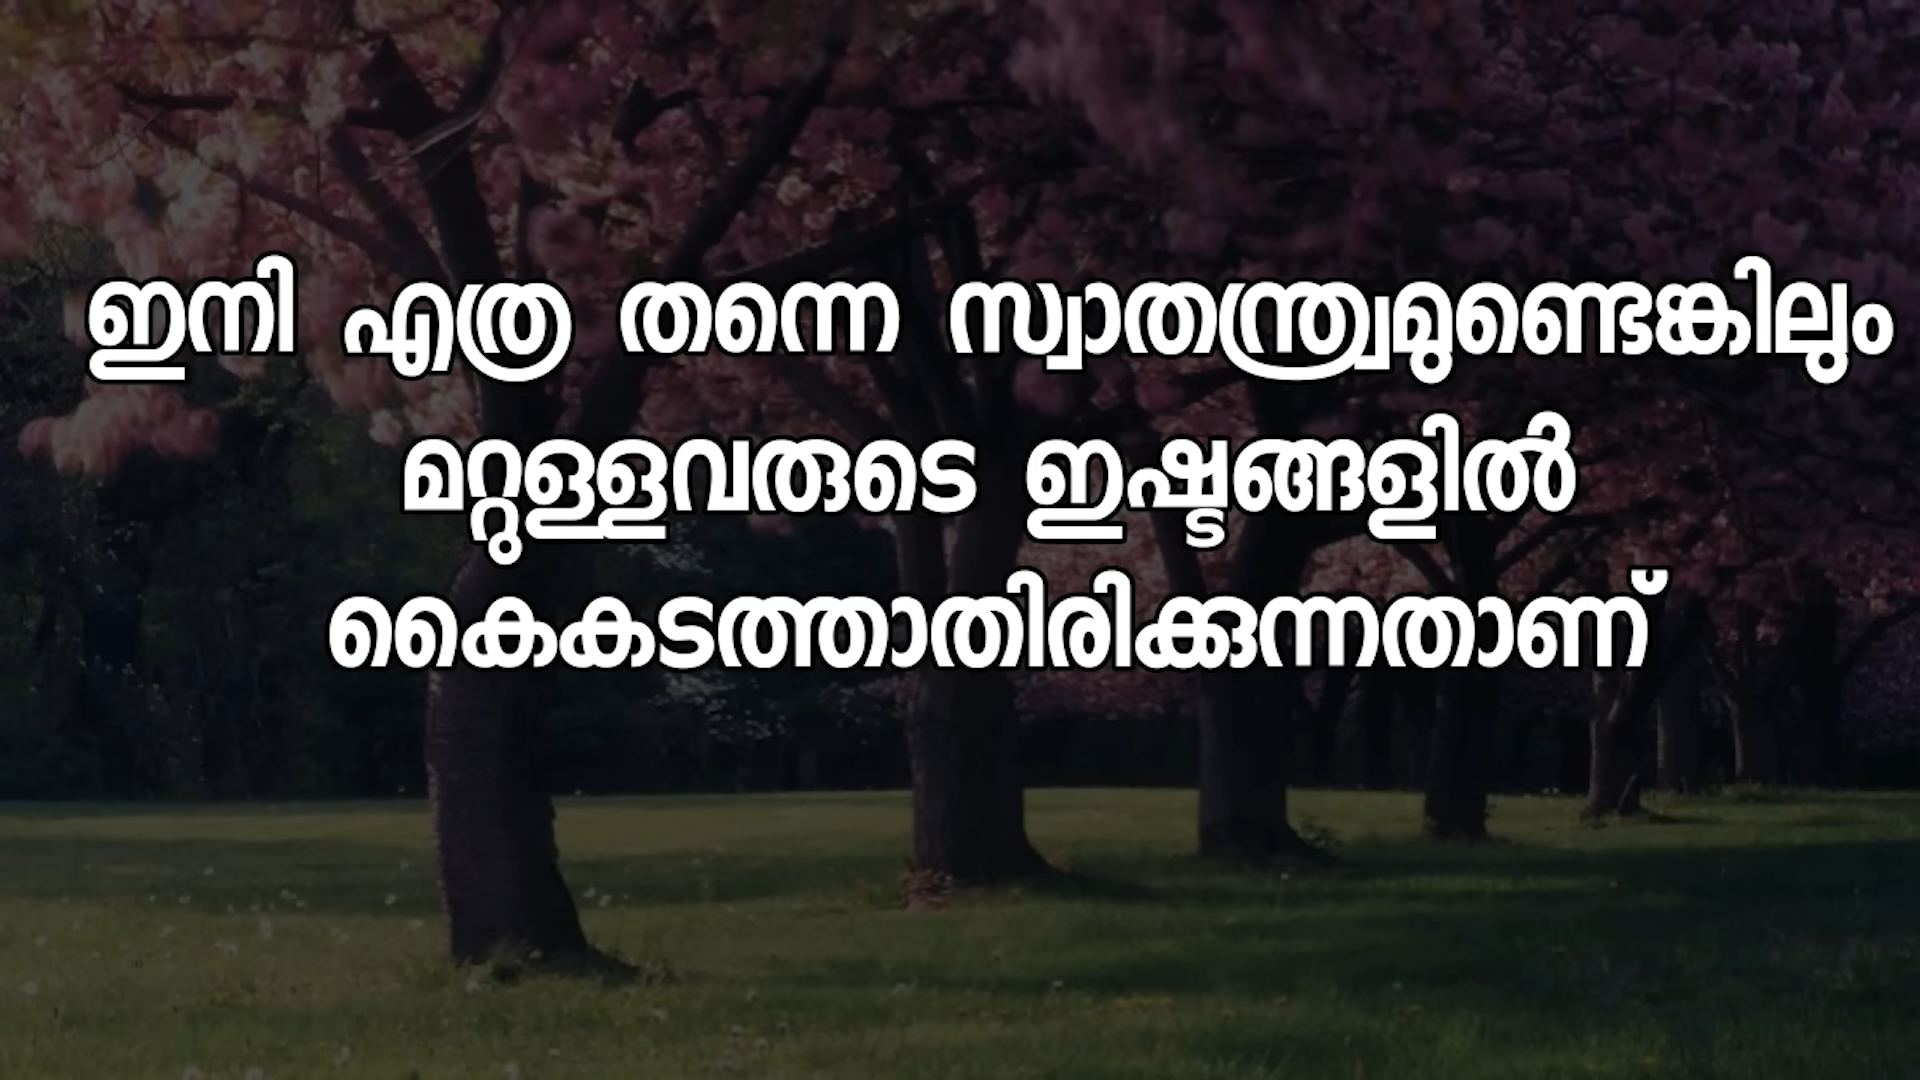 ഇനി എത്ര തന്നെ സ്വാതന്ത്ര്യമുണ്ടെങ്കിലും
മറ്റുള്ളവരുടെ ഇഷ്ടങ്ങളിൽ
കൈകടത്താതിരിക്കുന്നതാണ്